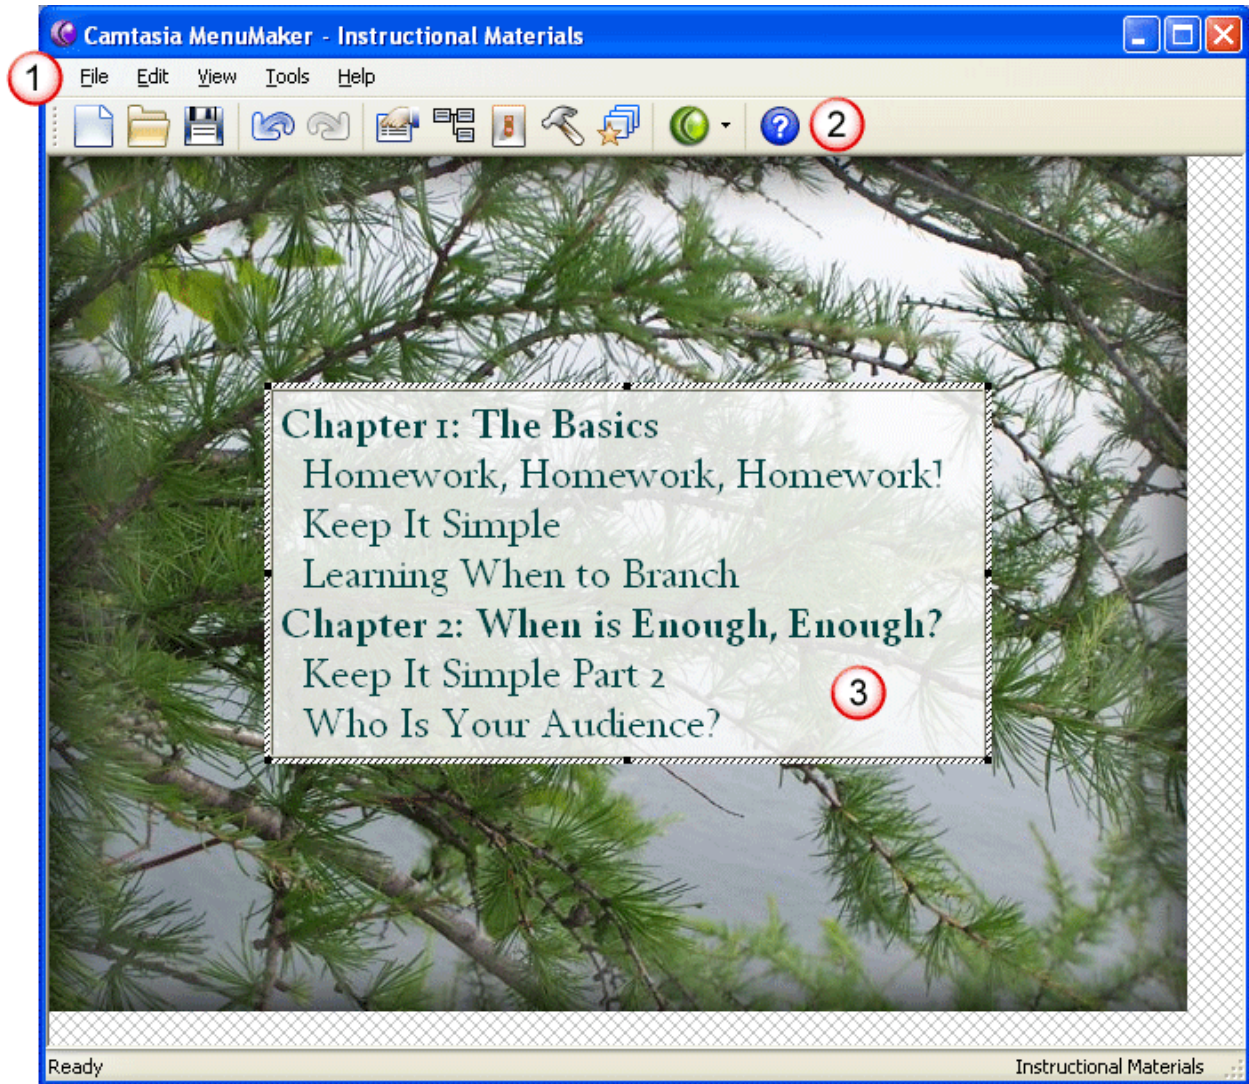 Camtasia MenuMaker - Instructional Materials
1 File Edit View Tools Help
? 2
Chapter 1: The Basics
Homework, Homework, Homework!
Keep It Simple
Learning When to Branch
Chapter 2: When is Enough, Enough?
Keep It Simple Part 2
3
Who Is Your Audience?
Ready Instructional Materials